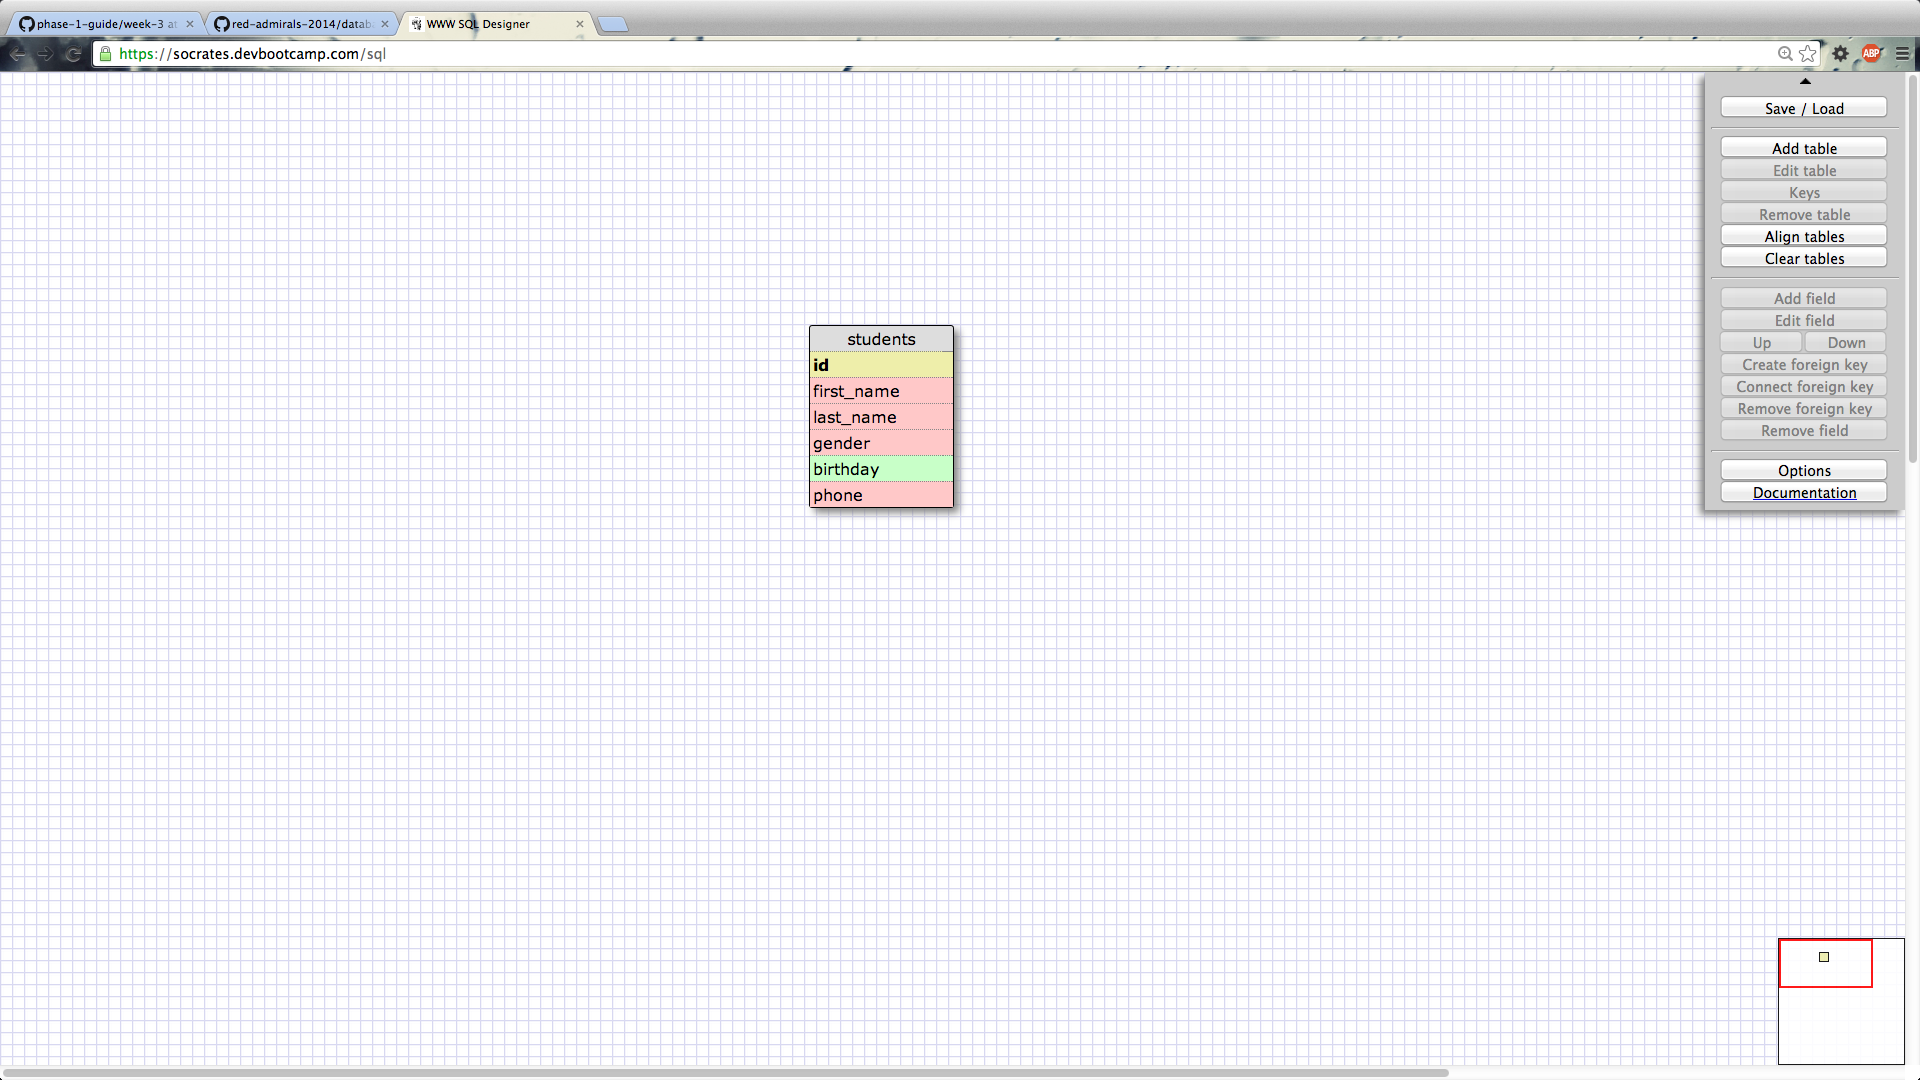 phase-1-guide/week-3 at
red-admirals-2014/datab
WWW SQL Designer
https://socrates.devbootcamp.com/sql
ABP
Save / Load
Add table
Edit table
Keys
Remove table
Align tables
Clear tables
Add field
Edit field
Up Down
Create foreign key
Connect foreign key
Remove foreign key
Remove field
Options
Documentation
students
id
first_name
last_name
gender
birthday
phone